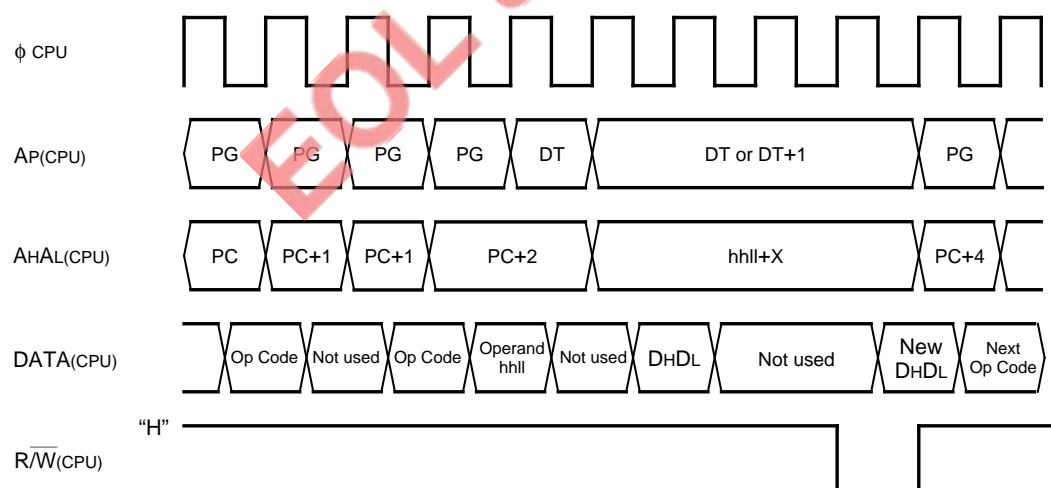 ϕ CPU
AP(CPU)
PG PG PG PG DT DT or DT+1 PG
AHAL(CPU)
PC PC+1 PC+1 PC+2 hhll+X PC+4
DATA(CPU)
Op Code Not used Op Code Operand hhll Not used DHDL Not used New DHDL Next Op Code
“H”
R/W̅(CPU)
EOL